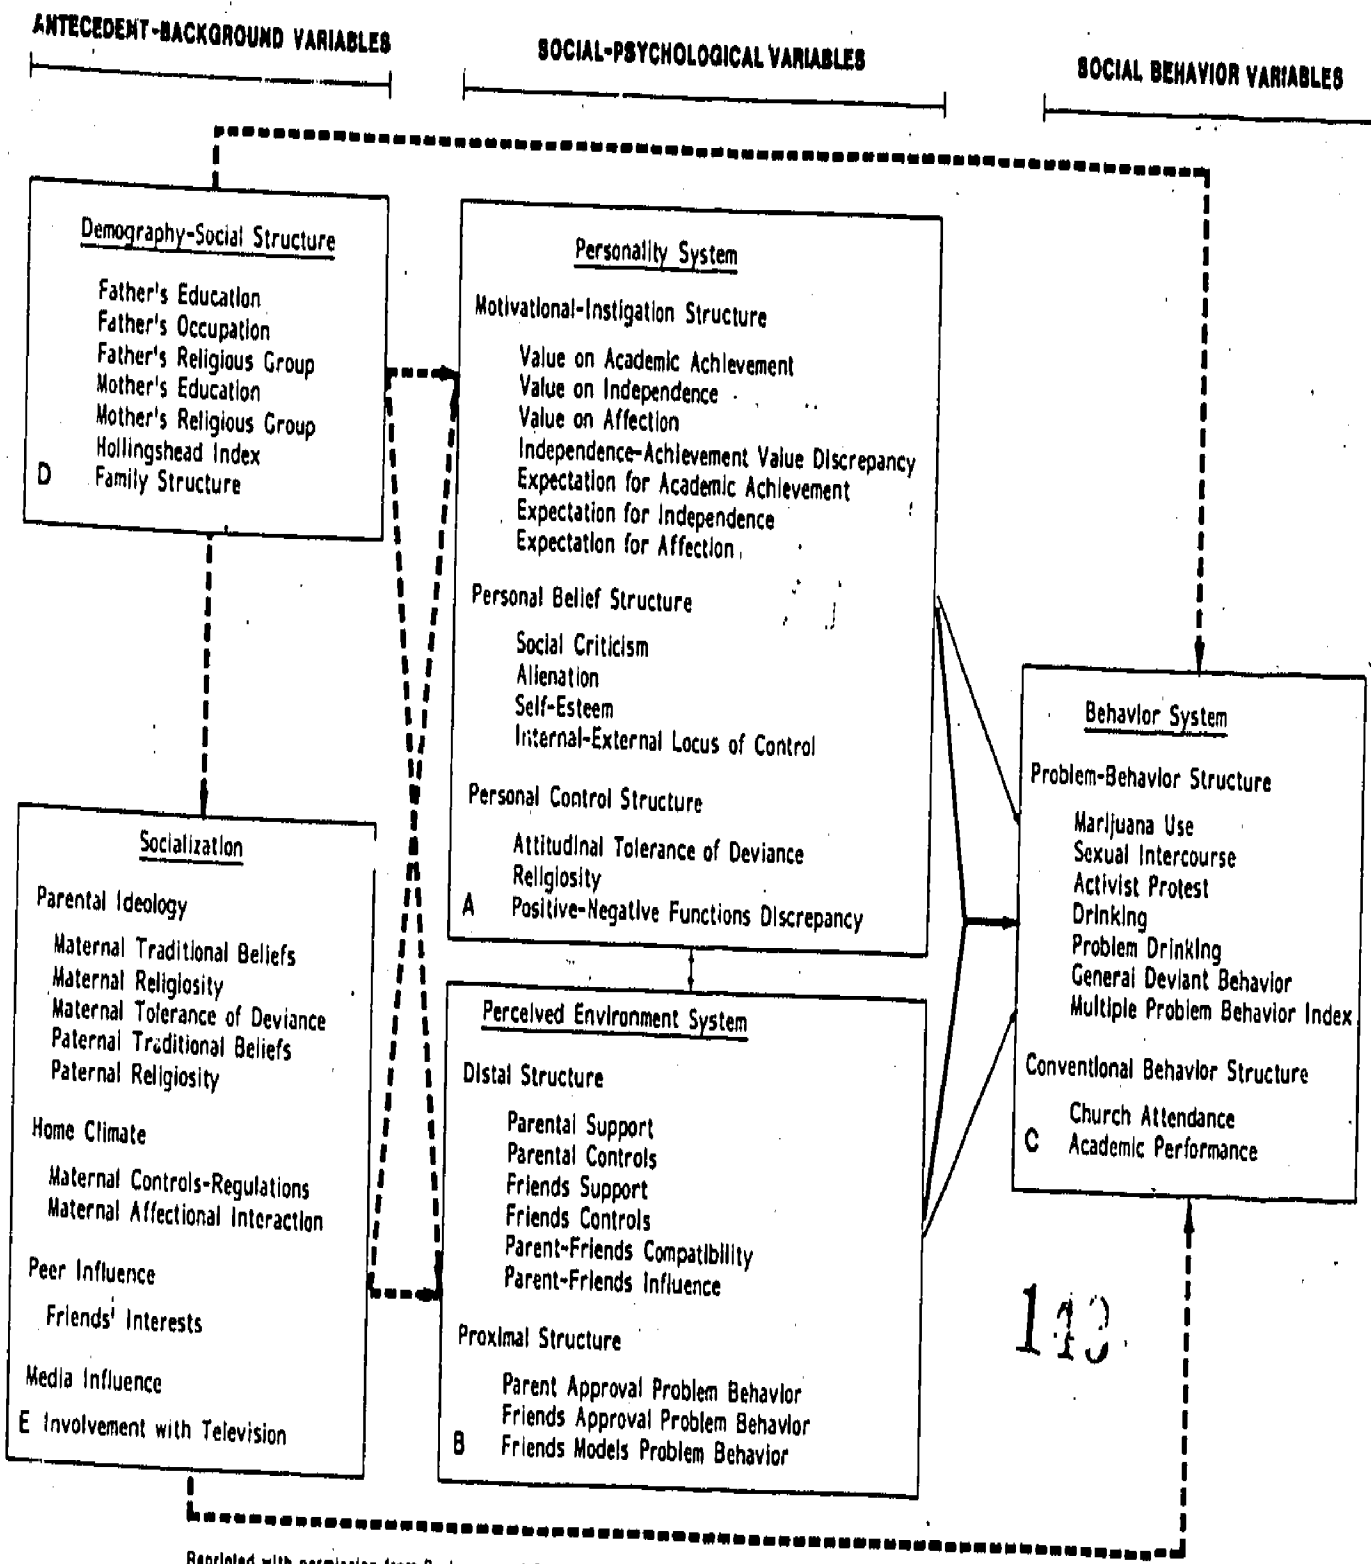 ANTECEDENT-BACKGROUND VARIABLES
SOCIAL-PSYCHOLOGICAL VARIABLES
SOCIAL BEHAVIOR VARIABLES
Demography-Social Structure
Father's Education
Father's Occupation
Father's Religious Group
Mother's Education
Mother's Religious Group
Hollingshead Index
D Family Structure
Socialization
Parental Ideology
Maternal Traditional Beliefs
Maternal Religiosity
Maternal Tolerance of Deviance
Paternal Traditional Beliefs
Paternal Religiosity
Home Climate
Maternal Controls-Regulations
Maternal Affectional Interaction
Peer Influence
Friends' Interests
Media Influence
E Involvement with Television
Personality System
Motivational-Instigation Structure
Value on Academic Achievement
Value on Independence
Value on Affection
Independence-Achievement Value Discrepancy
Expectation for Academic Achievement
Expectation for Independence
Expectation for Affection
Personal Belief Structure
Social Criticism
Alienation
Self-Esteem
Internal-External Locus of Control
Personal Control Structure
Attitudinal Tolerance of Deviance
Religiosity
A Positive-Negative Functions Discrepancy
Perceived Environment System
Distal Structure
Parental Support
Parental Controls
Friends Support
Friends Controls
Parent-Friends Compatibility
Parent-Friends Influence
Proximal Structure
Parent Approval Problem Behavior
Friends Approval Problem Behavior
B Friends Models Problem Behavior
Behavior System
Problem-Behavior Structure
Marijuana Use
Sexual Intercourse
Activist Protest
Drinking
Problem Drinking
General Deviant Behavior
Multiple Problem Behavior Index
Conventional Behavior Structure
Church Attendance
C Academic Performance
Reprinted with permission from